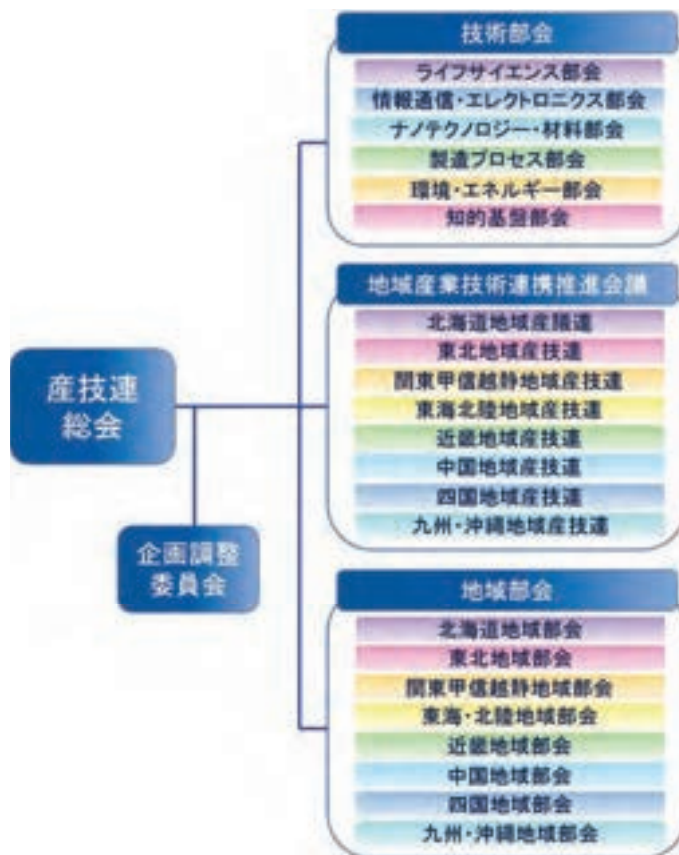 産技連
総会
企画調整
委員会
技術部会
ライフサイエンス部会
情報通信・エレクトロニクス部会
ナノテクノロジー・材料部会
製造プロセス部会
環境・エネルギー部会
知的基盤部会
地域産業技術連携推進会議
北海道地域産議連
東北地域産技連
関東甲信越静地域産技連
東海北陸地域産技連
近畿地域産技連
中国地域産技連
四国地域産技連
九州・沖縄地域産技連
地域部会
北海道地域部会
東北地域部会
関東甲信越静地域部会
東海・北陸地域部会
近畿地域部会
中国地域部会
四国地域部会
九州・沖縄地域部会